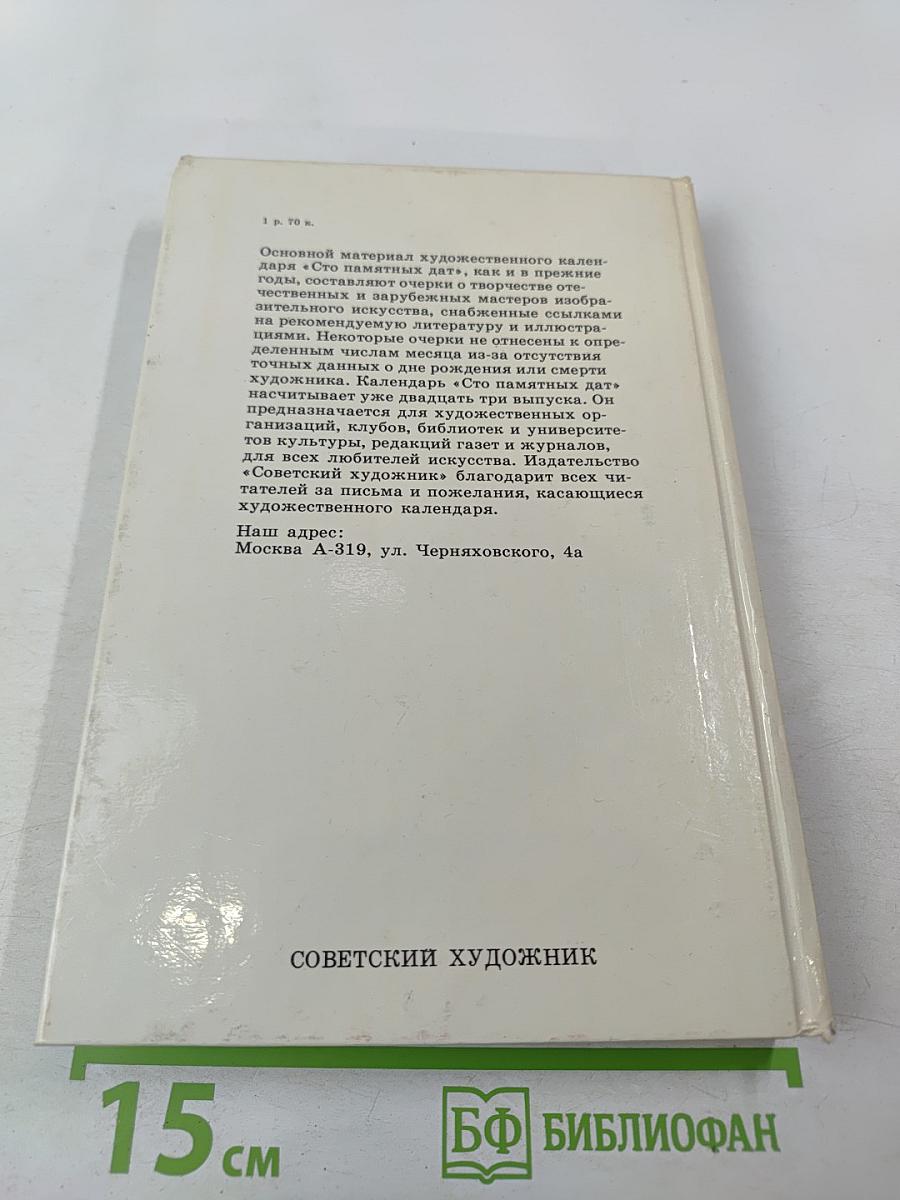 1 р. 70 к.
Основной материал художественного кален-
даря «Сто памятных дат», как и в прежние
годы, составляют очерки о творчестве оте-
чественных и зарубежных мастеров изобра-
зительного искусства, снабженные ссылками
на рекомендуемую литературу и иллюстра-
циями. Некоторые очерки не отнесены к опре-
деленным числам месяца из-за отсутствия
точных данных о дне рождения или смерти
художника. Календарь «Сто памятных дат»
насчитывает уже двадцать три выпуска. Он
предназначается для художественных ор-
ганизаций, клубов, библиотек и университе-
тов культуры, редакций газет и журналов,
для всех любителей искусства. Издательство
«Советский художник» благодарит всех чи-
тателей за письма и пожелания, касающиеся
художественного календаря.
Наш адрес:
Москва А-319, ул. Черняховского, 4а
СОВЕТСКИЙ ХУДОЖНИК
15 см
БФ БИБЛИОФАН